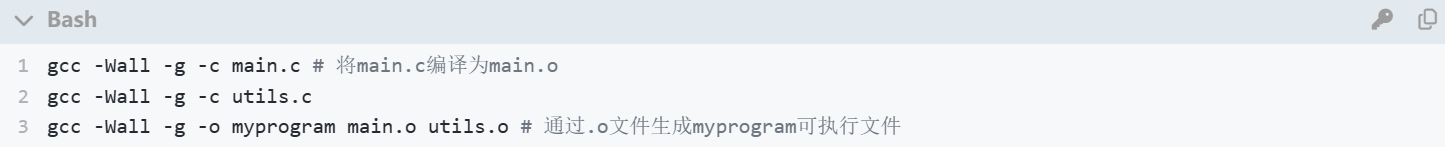 Bash
1 gcc -Wall -g -c main.c # 将main.c编译为main.o
2 gcc -Wall -g -c utils.c
3 gcc -Wall -g -o myprogram main.o utils.o # 通过.o文件生成myprogram可执行文件